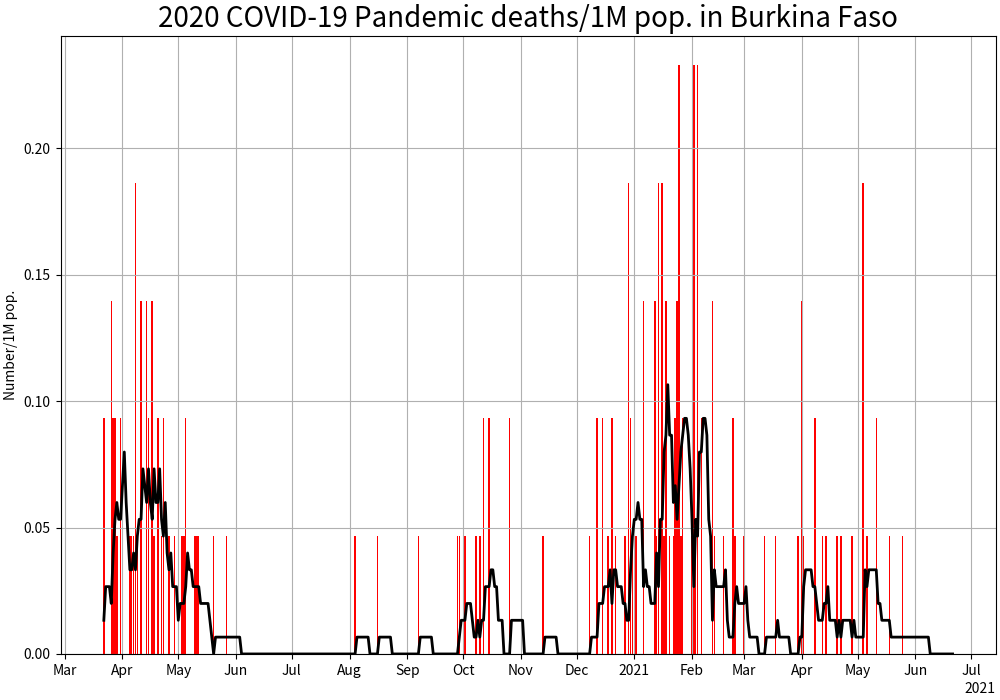 2020 COVID-19 Pandemic deaths/1M pop. in Burkina Faso
Number/1M pop.
0.20
0.15
0.10
0.05
0.00
Mar Apr May Jun Jul Aug Sep Oct Nov Dec 2021 Feb Mar Apr May Jun Jul
2021